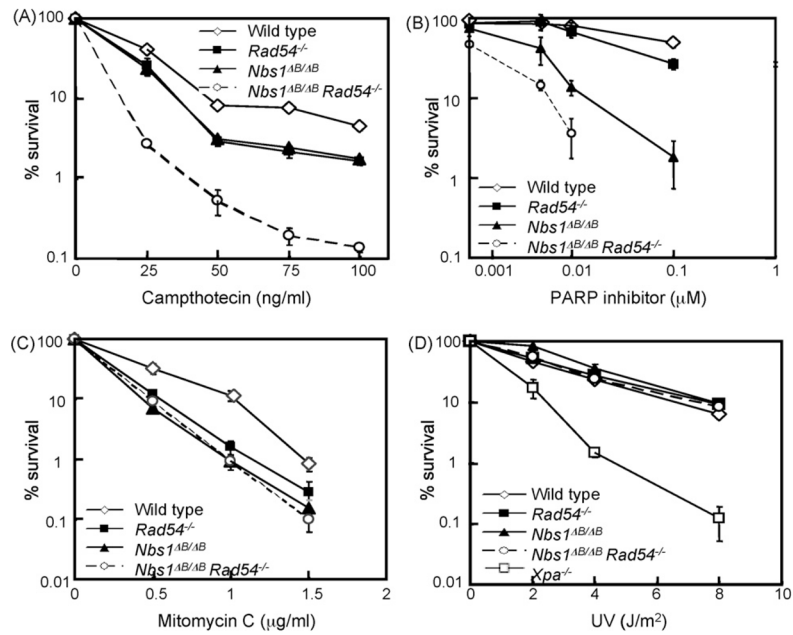 (A)
100
10
1
0.1
% survival
0 25 50 75 100
Campthotecin (ng/ml)
Wild type
Rad54-/-
Nbs1ΔB/ΔB
Nbs1ΔB/ΔB Rad54-/-
(B)
100
10
1
0.1
% survival
0.001 0.01 0.1 1
PARP inhibitor (µM)
Wild type
Rad54-/-
Nbs1ΔB/ΔB
Nbs1ΔB/ΔB Rad54-/-
(C)
100
10
1
0.1
0.01
% survival
0 0.5 1 1.5 2
Mitomycin C (µg/ml)
Wild type
Rad54-/-
Nbs1ΔB/ΔB
Nbs1ΔB/ΔB Rad54-/-
(D)
100
10
1
0.1
0.01
% survival
0 2 4 6 8 10
UV (J/m²)
Wild type
Rad54-/-
Nbs1ΔB/ΔB
Nbs1ΔB/ΔB Rad54-/-
Xpa-/-